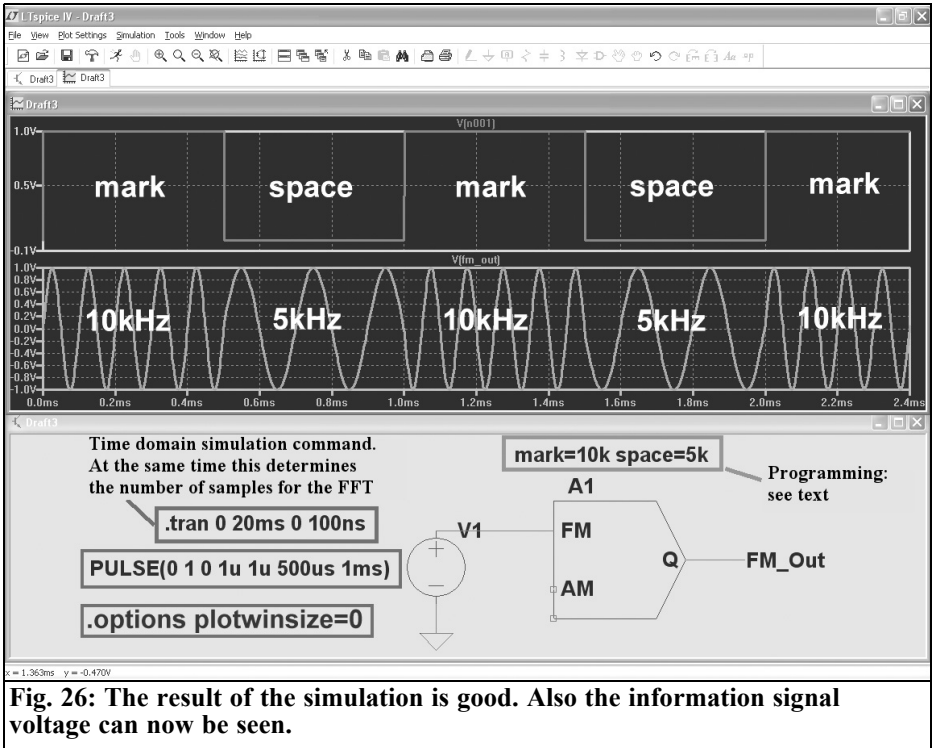 LTspice IV - Draft3
File View Plot Settings Simulation Tools Window Help
Draft3 Draft3
Draft3
V[n001]
1.0V
0.5V
-0.1V
mark space mark space mark
V[fm_out]
1.0V
0.8V
0.6V
0.4V
0.2V
0.0V
-0.2V
-0.4V
-0.6V
-0.8V
-1.0V
10kHz 5kHz 10kHz 5kHz 10kHz
0.0ms 0.2ms 0.4ms 0.6ms 0.8ms 1.0ms 1.2ms 1.4ms 1.6ms 1.8ms 2.0ms 2.2ms 2.4ms
Draft3
Time domain simulation command.
At the same time this determines
the number of samples for the FFT
mark=10k space=5k
Programming:
see text
.tran 0 20ms 0 100ns
PULSE(0 1 0 1u 1u 500us 1ms)
.options plotwinsize=0
V1
A1
FM
AM
Q
FM_Out
x = 1.363ms y = -0.470V
Fig. 26: The result of the simulation is good. Also the information signal
voltage can now be seen.